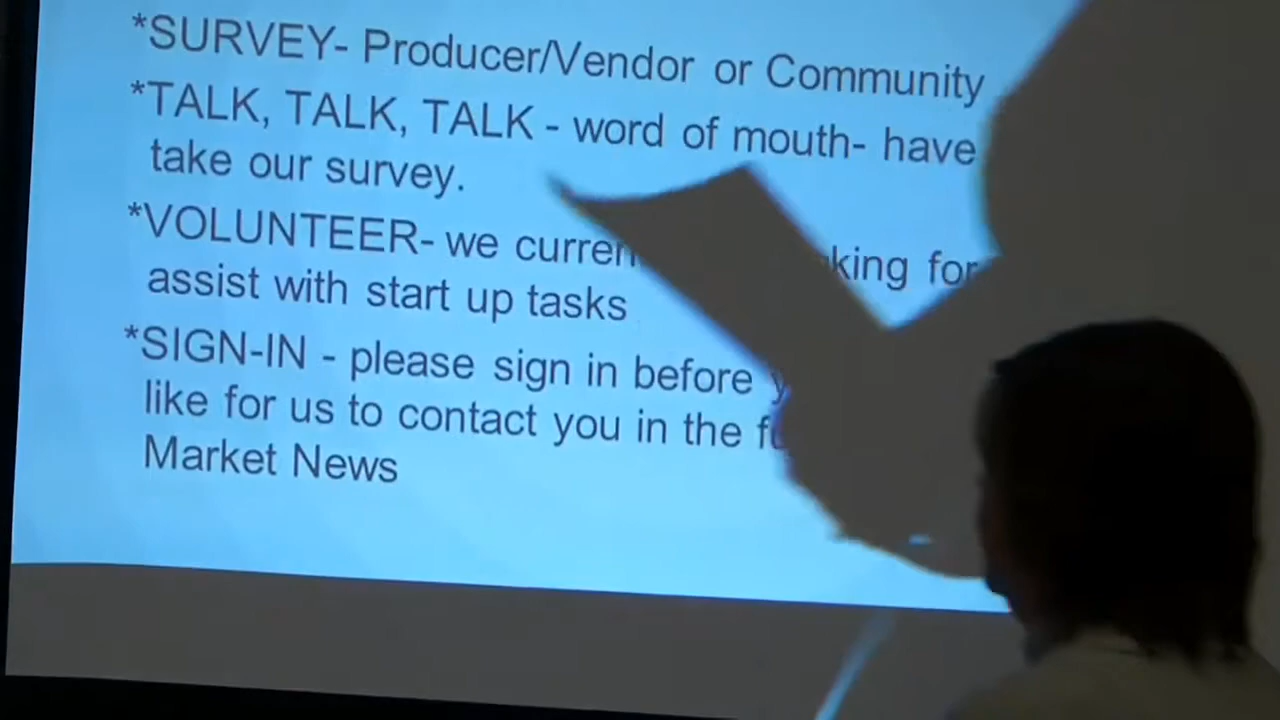 *SURVEY- Producer/Vendor or Community
*TALK, TALK, TALK - word of mouth- have
take our survey.
*VOLUNTEER- we for
assist with start up tasks
*SIGN-IN - please sign in before
like for us to contact you in the
Market News